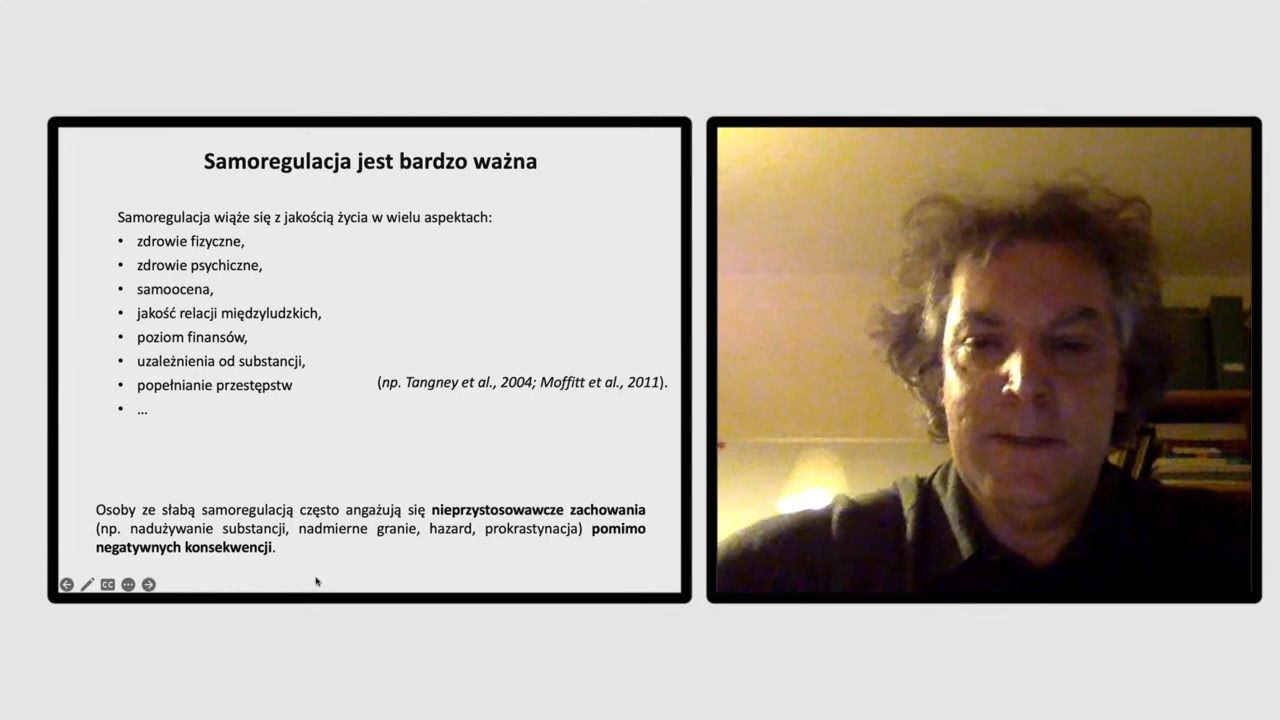 Samoregulacja jest bardzo ważna
Samoregulacja wiąże się z jakością życia w wielu aspektach:
• zdrowie fizyczne,
• zdrowie psychiczne,
• samoocena,
• jakość relacji międzyludzkich,
• poziom finansów,
• uzależnienia od substancji,
• popełnianie przestępstw (np. Tangney et al., 2004; Moffitt et al., 2011).
• ...
Osoby ze słabą samoregulacją często angażują się nieprzystosowawcze zachowania
(np. nadużywanie substancji, nadmierne granie, hazard, prokrastynacja) pomimo
negatywnych konsekwencji.
CC